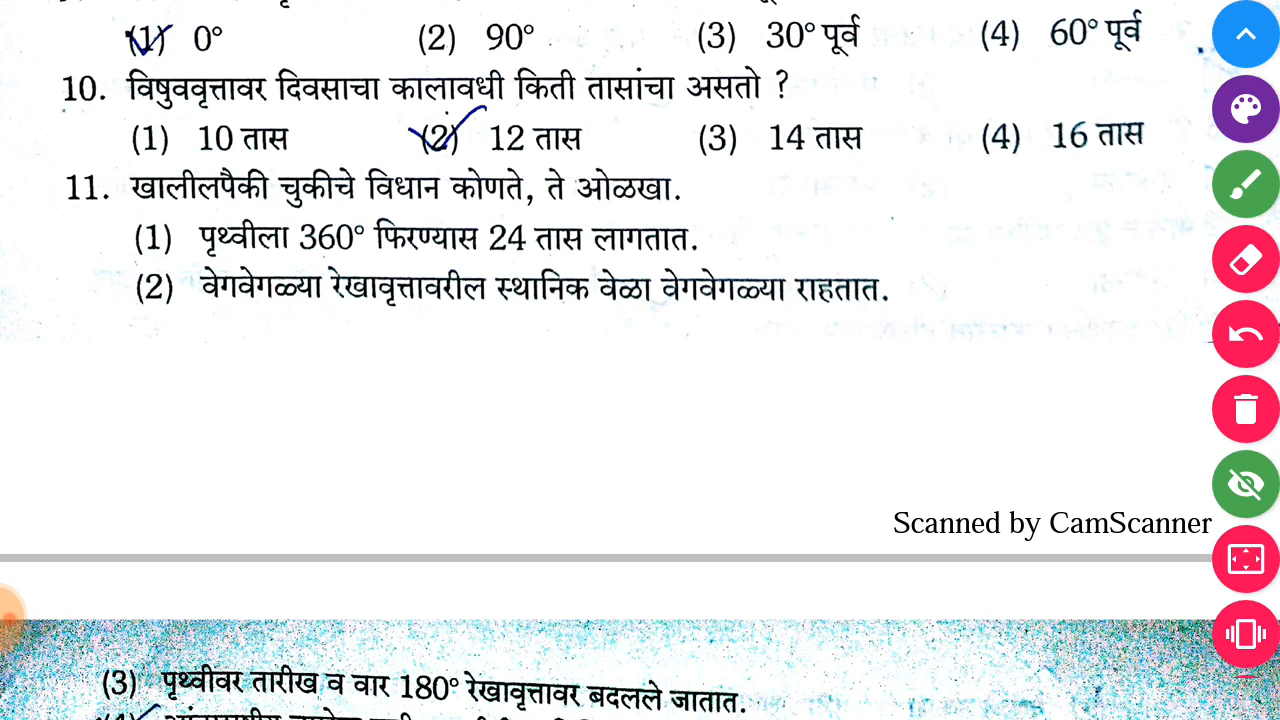 (1) 0° (2) 90° (3) 30° पूर्व (4) 60° पूर्व
10. विषुववृत्तावर दिवसाचा कालावधी किती तासांचा असतो ?
(1) 10 तास (2) 12 तास (3) 14 तास (4) 16 तास
11. खालीलपैकी चुकीचे विधान कोणते, ते ओळखा.
(1) पृथ्वीला 360° फिरण्यास 24 तास लागतात.
(2) वेगवेगळ्या रेखावृत्तावरील स्थानिक वेळा वेगवेगळ्या राहतात.
Scanned by CamScanner
(3) पृथ्वीवर तारीख व वार 180° रेखावृत्तावर बदलले जातात.